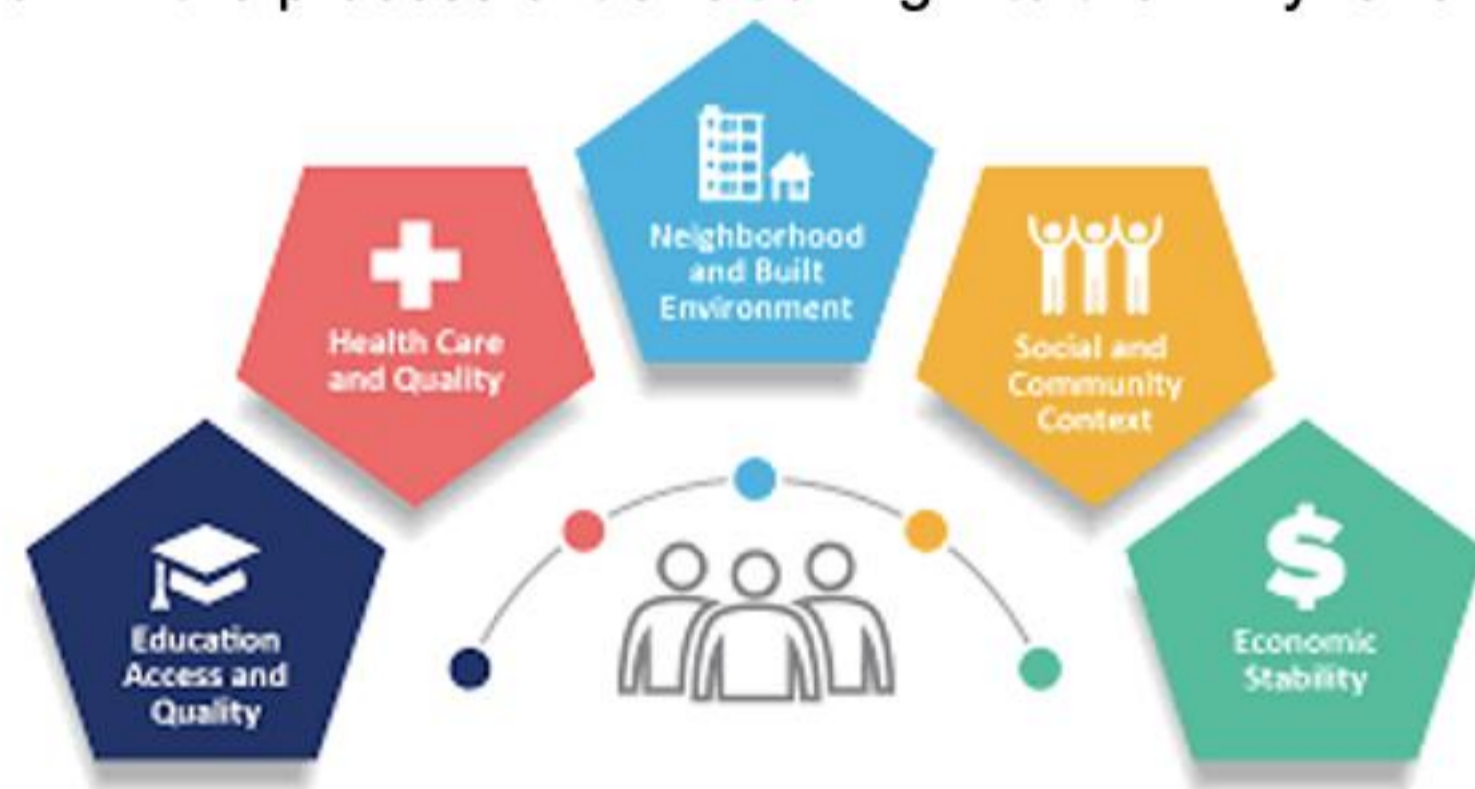 Education
Access and
Quality
Health Care
and Quality
Neighborhood
and Built
Environment
Social and
Community
Context
Economic
Stability